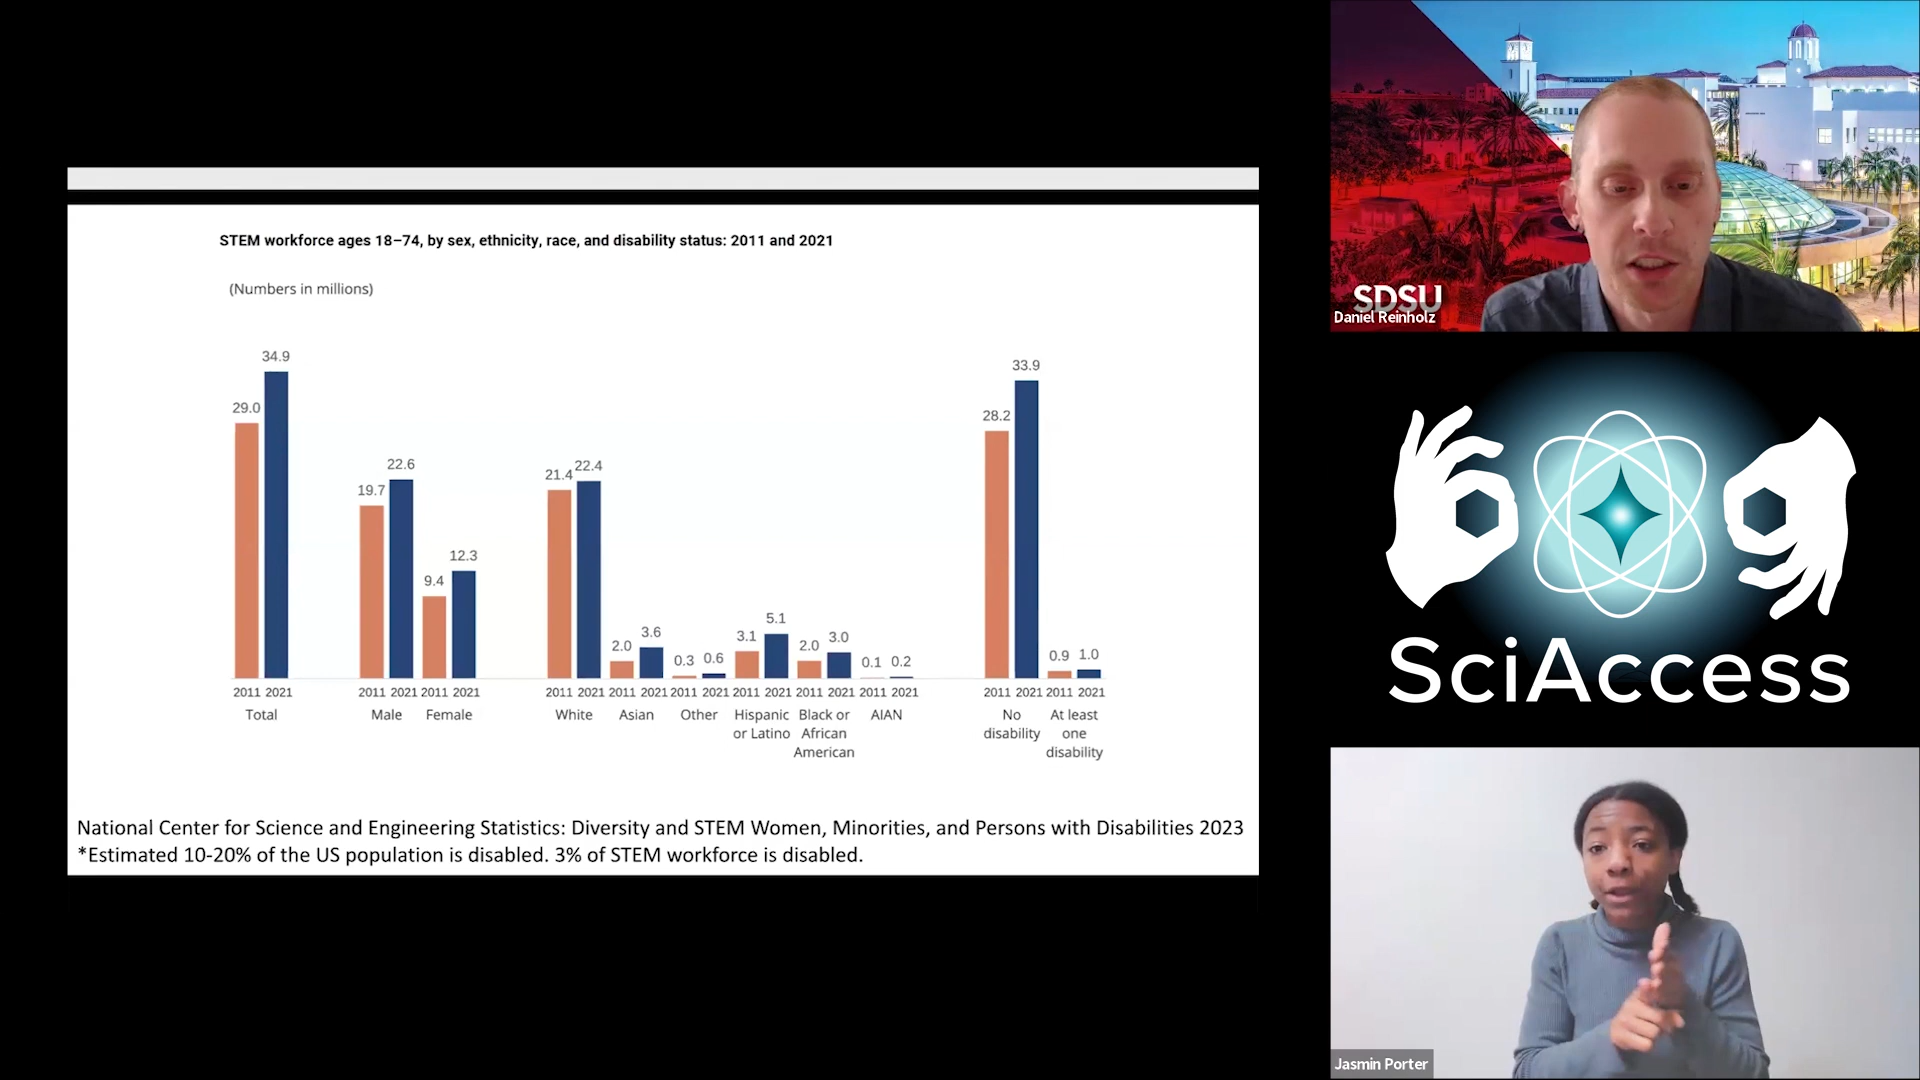 STEM workforce ages 18–74, by sex, ethnicity, race, and disability status: 2011 and 2021
(Numbers in millions)
29.0 34.9
19.7 22.6 9.4 12.3
21.4 22.4 2.0 3.6 0.3 0.6 3.1 5.1 2.0 3.0 0.1 0.2
28.2 33.9 0.9 1.0
2011 2021 2011 2021 2011 2021 2011 2021 2011 2021 2011 2021 2011 2021 2011 2021 2011 2021 2011 2021 2011 2021
Total Male Female White Asian Other Hispanic Black or AIAN No At least
or Latino African disability one
American disability
National Center for Science and Engineering Statistics: Diversity and STEM Women, Minorities, and Persons with Disabilities 2023
*Estimated 10-20% of the US population is disabled. 3% of STEM workforce is disabled.
SDSU
Daniel Reinholz
SciAccess
Jasmin Porter